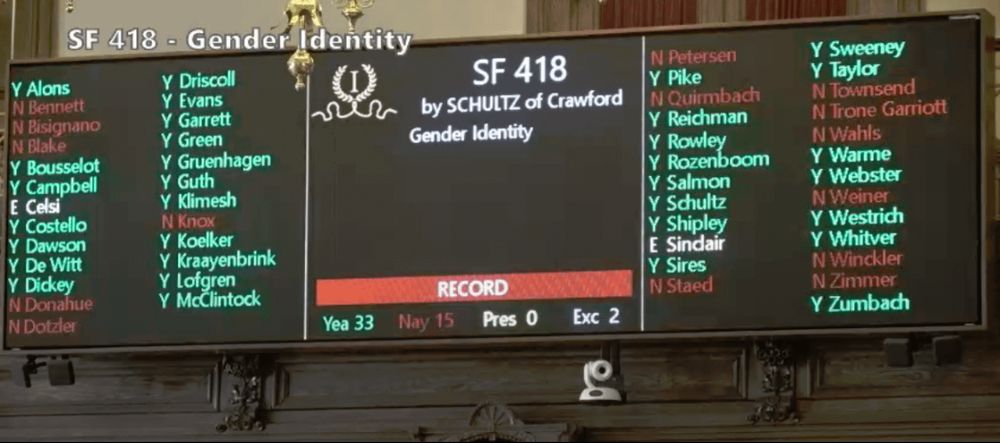 SF 418 - Gender Identity
Y Alons
N Bennett
N Bisignano
N Blake
Y Bousselot
Y Campbell
E Celsi
Y Costello
Y Dawson
Y De Witt
Y Dickey
N Donahue
N Dotzler
Y Driscoll
Y Evans
Y Garrett
Y Green
Y Gruenhagen
Y Guth
Y Klimesh
N Knox
Y Koelker
Y Kraayenbrink
Y Lofgren
Y McClintock
I
SF 418
by SCHULTZ of Crawford
Gender Identity
RECORD
Yea 33 Nay 15 Pres 0 Exc 2
N Petersen
Y Pike
N Quirmbach
Y Reichman
Y Rowley
Y Rozenboom
Y Salmon
Y Schultz
Y Shipley
E Sinclair
Y Sires
N Staed
Y Sweeney
Y Taylor
N Townsend
N Trone Garriott
N Wahls
Y Warme
Y Webster
N Weiner
Y Westrich
Y Whitver
N Winckler
N Zimmer
Y Zumbach